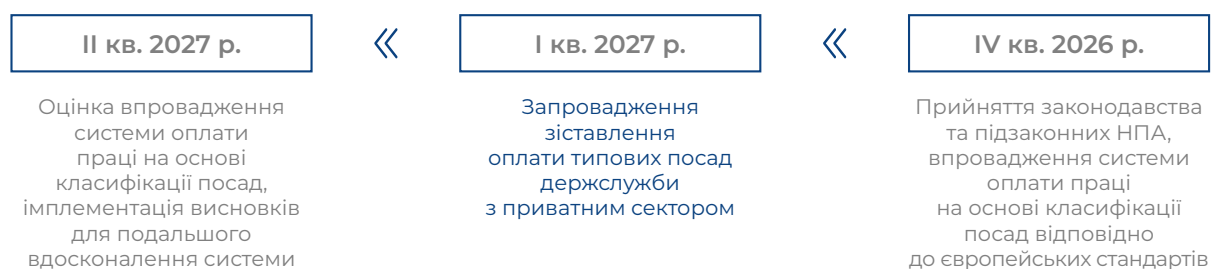 II кв. 2027 р.
Оцінка впровадження
системи оплати
праці на основі
класифікації посад,
імплементація висновків
для подальшого
вдосконалення системи
«
I кв. 2027 р.
Запровадження
зіставлення
оплати типових посад
держслужби
з приватним сектором
«
IV кв. 2026 р.
Прийняття законодавства
та підзаконних НПА,
впровадження системи
оплати праці
на основі класифікації
посад відповідно
до європейських стандартів